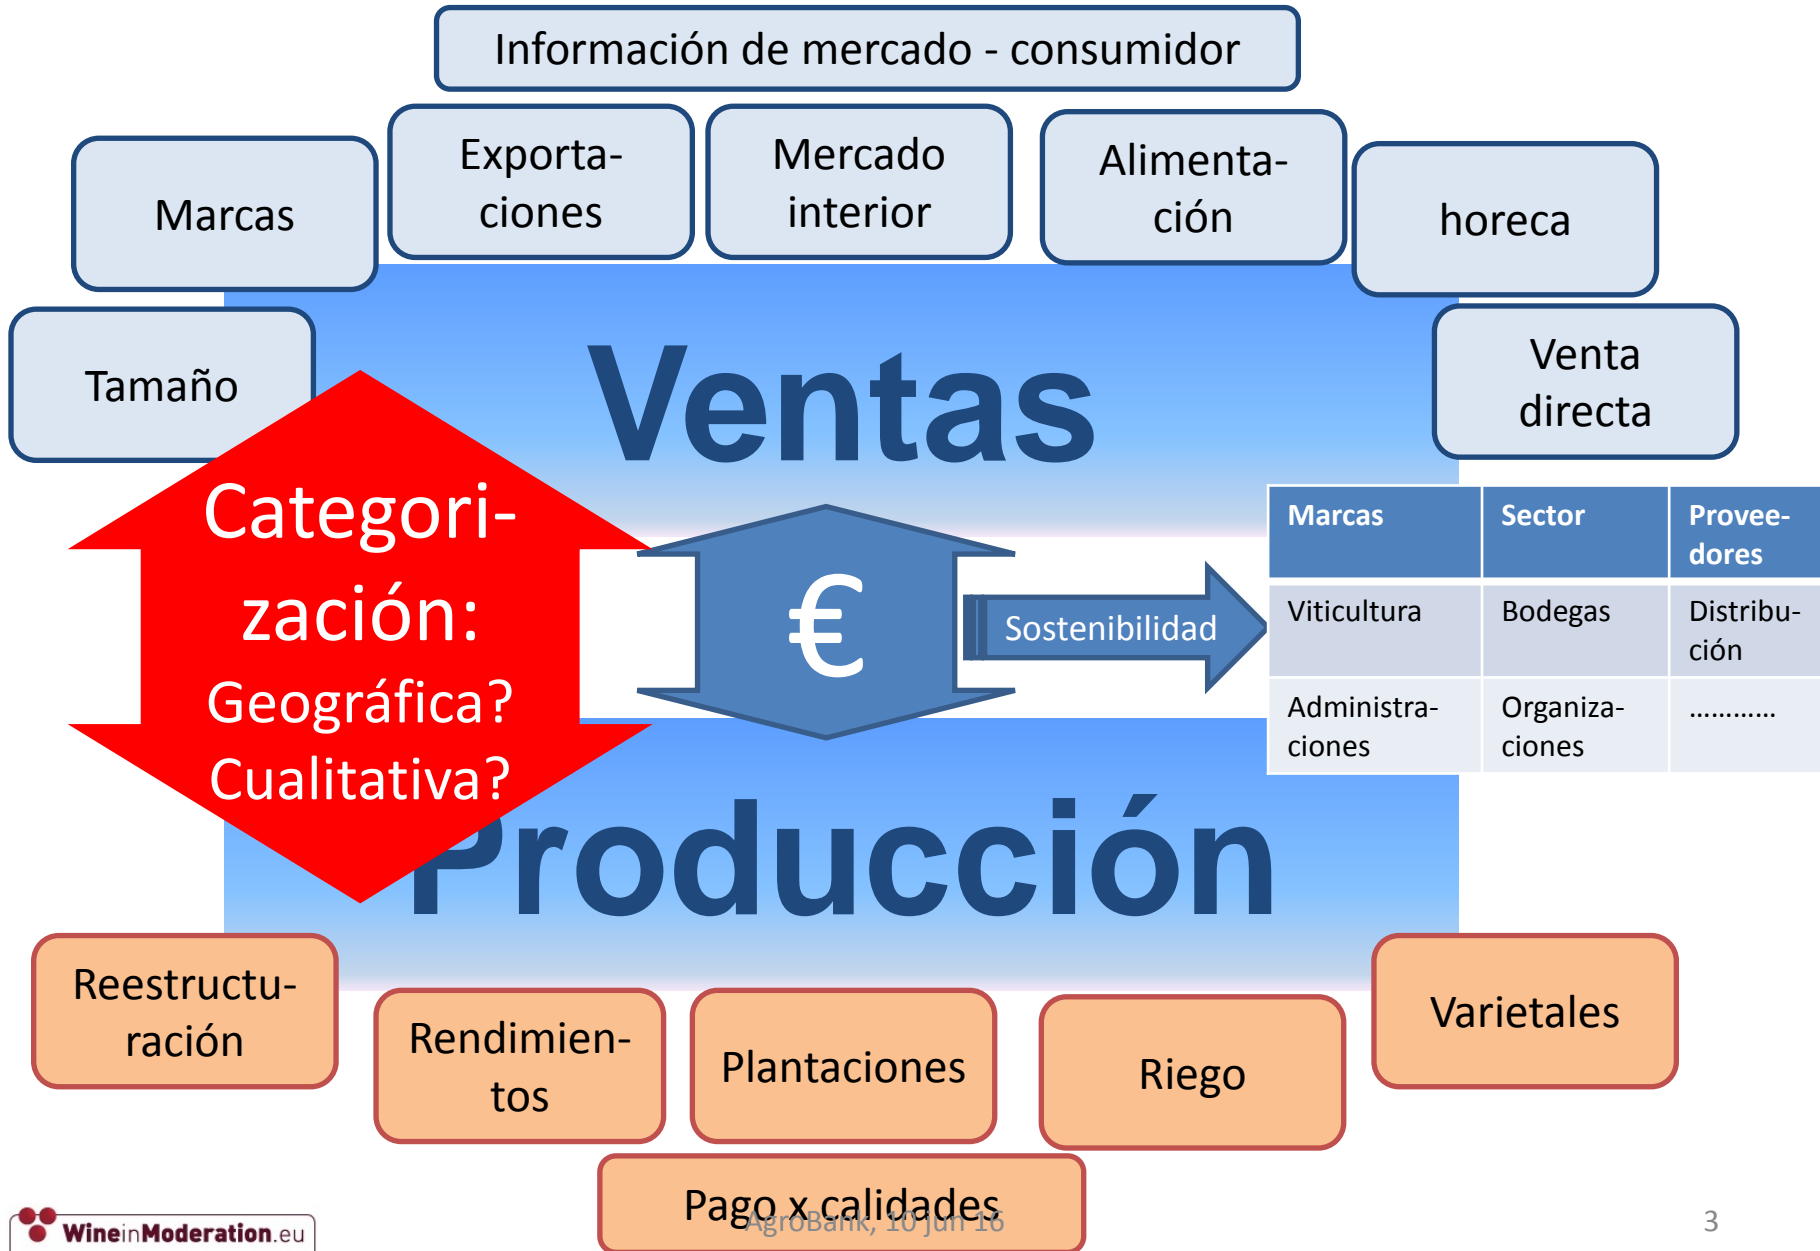 Información de mercado - consumidor
Exporta-
ciones
Mercado
interior
Alimenta-
ción
Marcas
horeca
Tamaño
Venta
directa
Ventas
Categori-
zación:
Geográfica?
Cualitativa?
€
Sostenibilidad
Marcas Sector Provee-
dores
Viticultura Bodegas Distribu-
ción
Administra-
ciones
Organiza-
ciones
............
Producción
Reestructu-
ración
Rendimien-
tos
Plantaciones
Riego
Varietales
Pago x calidades
AgroBank, 10 jun 16
3
WineinModeration.eu